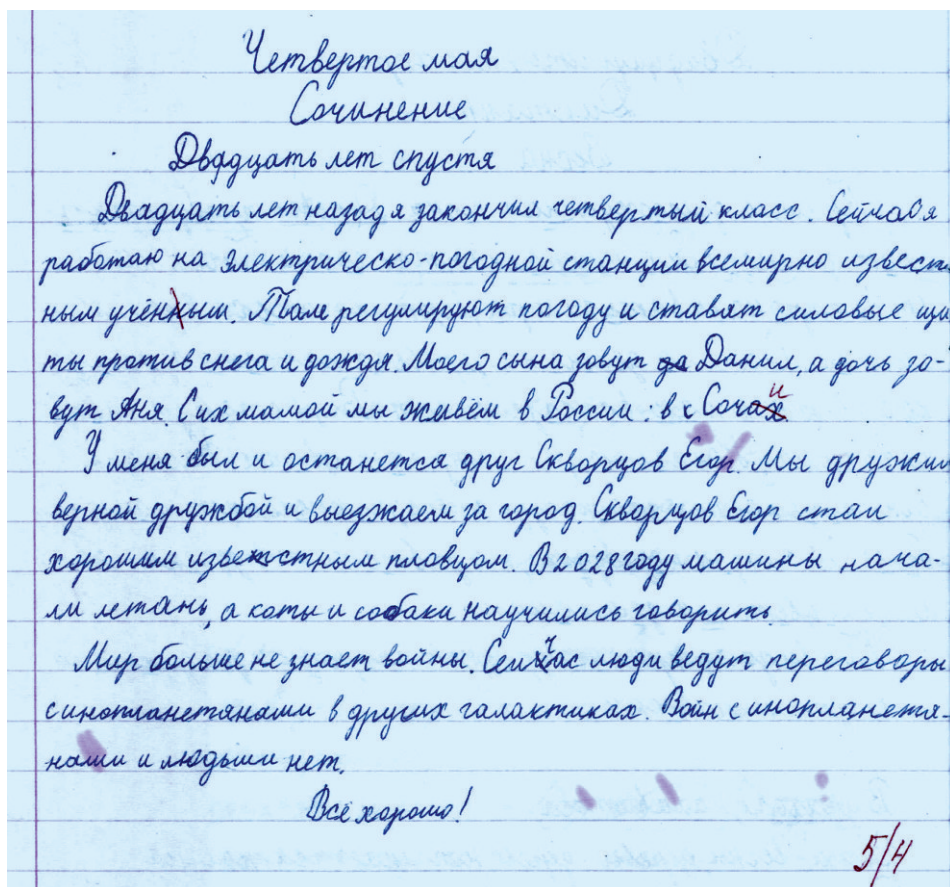 Четвертое мая
Сочинение
Двадцать лет спустя
Двадцать лет назад я закончил четвертый класс. Сейчас я
работаю на электрическо-погодной станции всемирно извест-
ным учённым. Там регулируют погоду и ставят силовые щи
ты против снега и дождя. Моего сына зовут да Данил, а дочь зо-
вут Аня. С их мамой мы живём в России: в с Сочах
и
У меня был и останется друг Скворцов Егор. Мы дружим
верной дружбой и выезжаем за город. Скворцов Егор стал
хорошим известным пловцом. В 2028 году машины нача-
ли летать, а коты и собаки научились говорить.
Мир больше не знает войны. Сейчас люди ведут переговоры
с инопланетянами в других галактиках. Войн с инопланетя-
нами и людьми нет.
Всё хорошо!
5/4